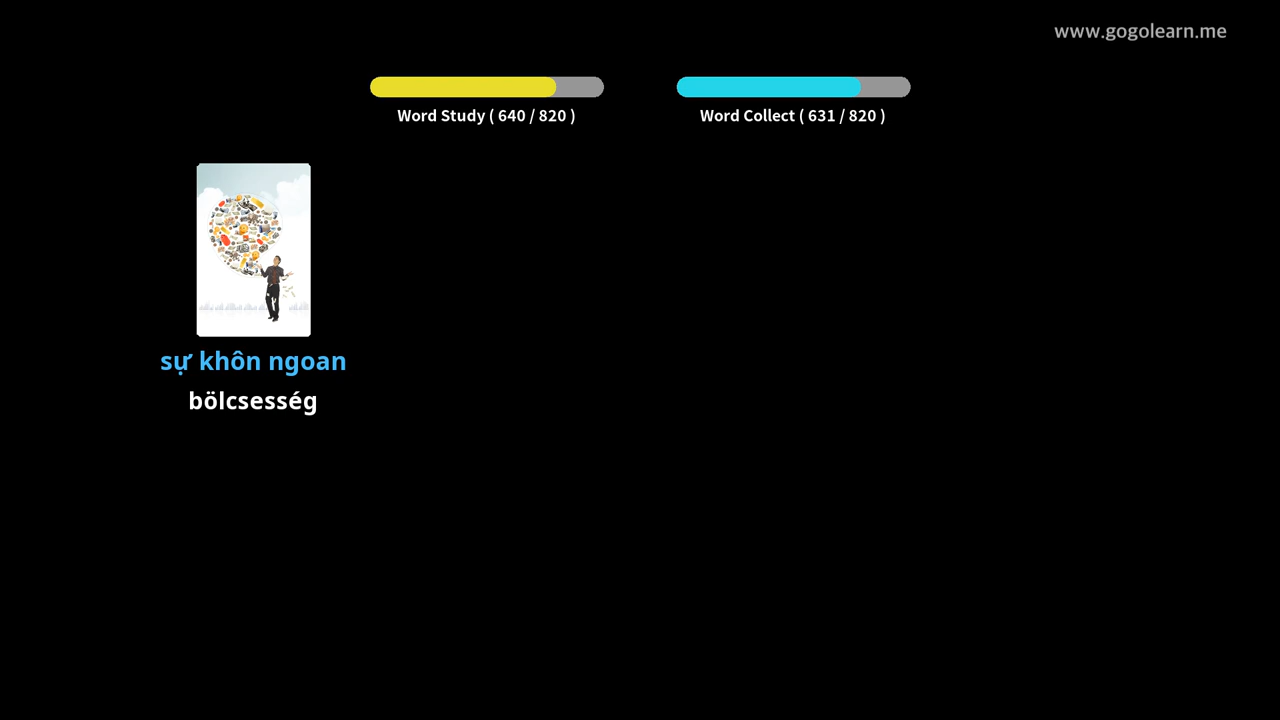 www.gogolearn.me
Word Study ( 640 / 820 )
Word Collect ( 631 / 820 )
sự khôn ngoan
bölcsesség